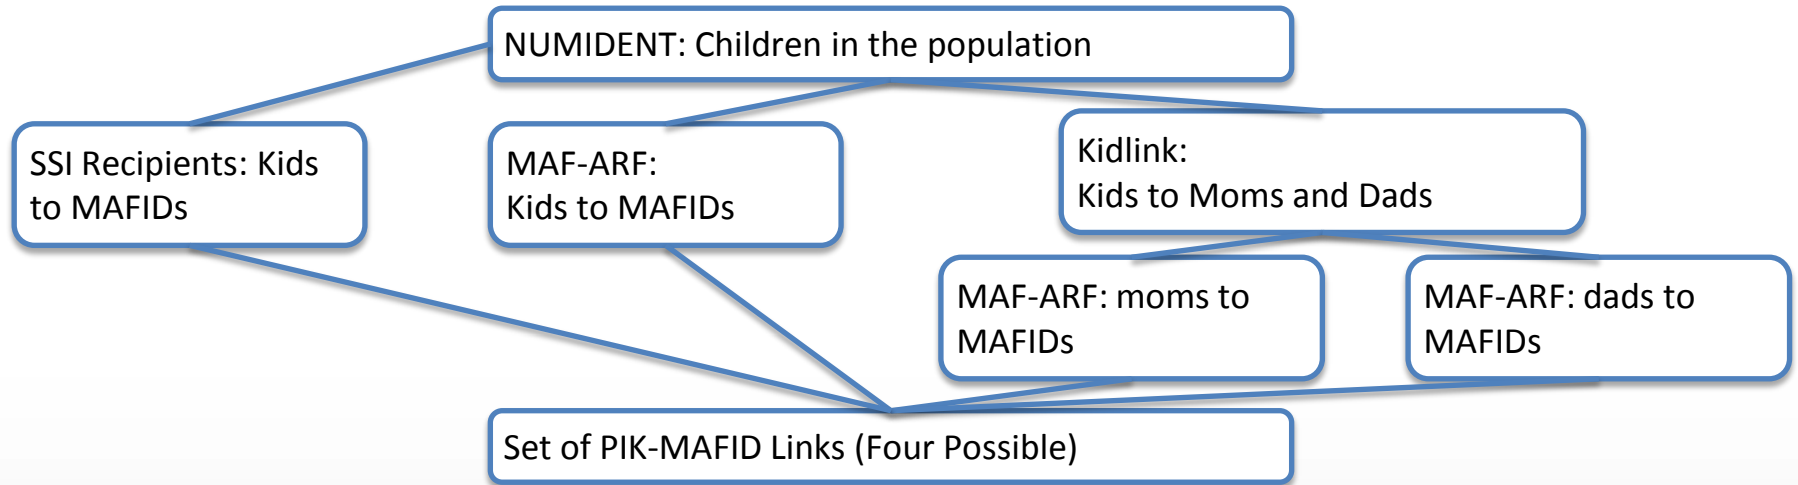 NUMIDENT: Children in the population
SSI Recipients: Kids
to MAFIDs
MAF-ARF:
Kids to MAFIDs
Kidlink:
Kids to Moms and Dads
MAF-ARF: moms to
MAFIDs
MAF-ARF: dads to
MAFIDs
Set of PIK-MAFID Links (Four Possible)